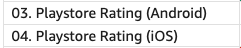 03. Playstore Rating (Android)
04. Playstore Rating (iOS)